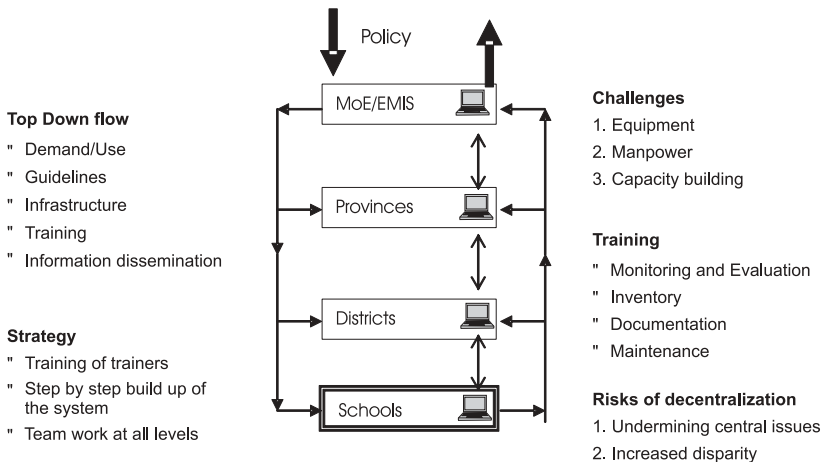 Policy
MoE/EMIS
Provinces
Districts
Schools
Top Down flow
" Demand/Use
" Guidelines
" Infrastructure
" Training
" Information dissemination
Strategy
" Training of trainers
" Step by step build up of
the system
" Team work at all levels
Challenges
1. Equipment
2. Manpower
3. Capacity building
Training
" Monitoring and Evaluation
" Inventory
" Documentation
" Maintenance
Risks of decentralization
1. Undermining central issues
2. Increased disparity